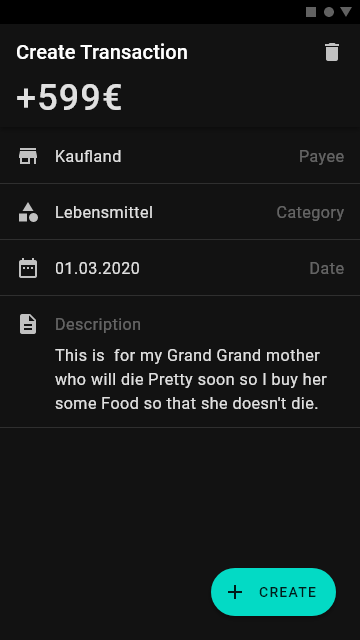 Create Transaction
+599€
Kaufland Payee
Lebensmittel Category
01.03.2020 Date
Description
This is  for my Grand Grand mother
who will die Pretty soon so I buy her
some Food so that she doesn't die.
CREATE